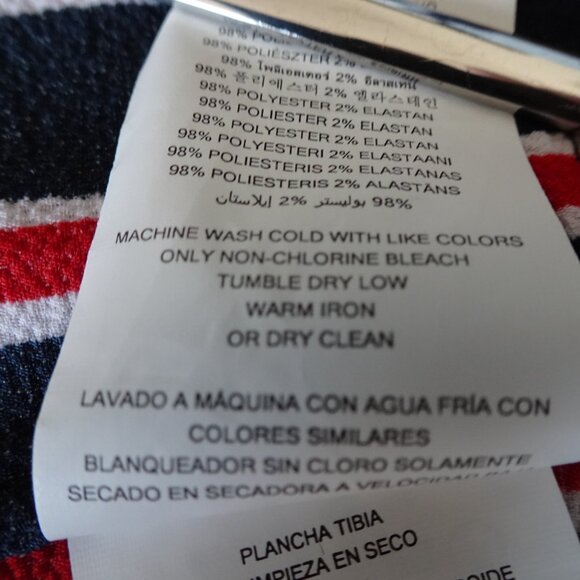 98%
98% POLIÉSZTER 2%
98% โพลีเอสเตอร์ 2% อีลาสเทน
98% 폴리에스터 2% 엘라스테인
98% POLYESTER 2% ELASTAN
98% POLIESTER 2% ELASTAN
98% POLYESTER 2% ELASTAN
98% POLYESTERI 2% ELASTAANI
98% POLIESTERIS 2% ELASTANAS
98% POLIESTERIS 2% ALASTĀNS
98% بوليستر 2% إيلاستان
MACHINE WASH COLD WITH LIKE COLORS
ONLY NON-CHLORINE BLEACH
TUMBLE DRY LOW
WARM IRON
OR DRY CLEAN
LAVADO A MÁQUINA CON AGUA FRÍA CON
COLORES SIMILARES
BLANQUEADOR SIN CLORO SOLAMENTE
SECADO EN SECADORA A VELOCIDAD
PLANCHA TIBIA
LIMPIEZA EN SECO